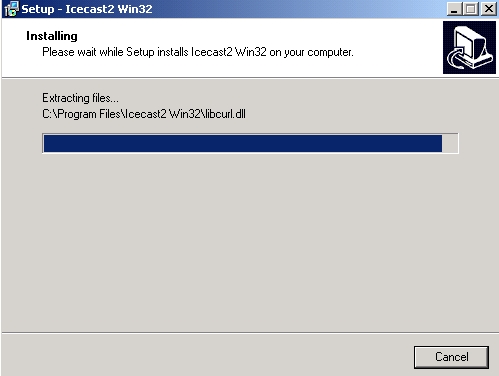 Setup - Icecast2 Win32
Installing
Please wait while Setup installs Icecast2 Win32 on your computer.
Extracting files...
C:\Program Files\Icecast2 Win32\libcurl.dll
Cancel